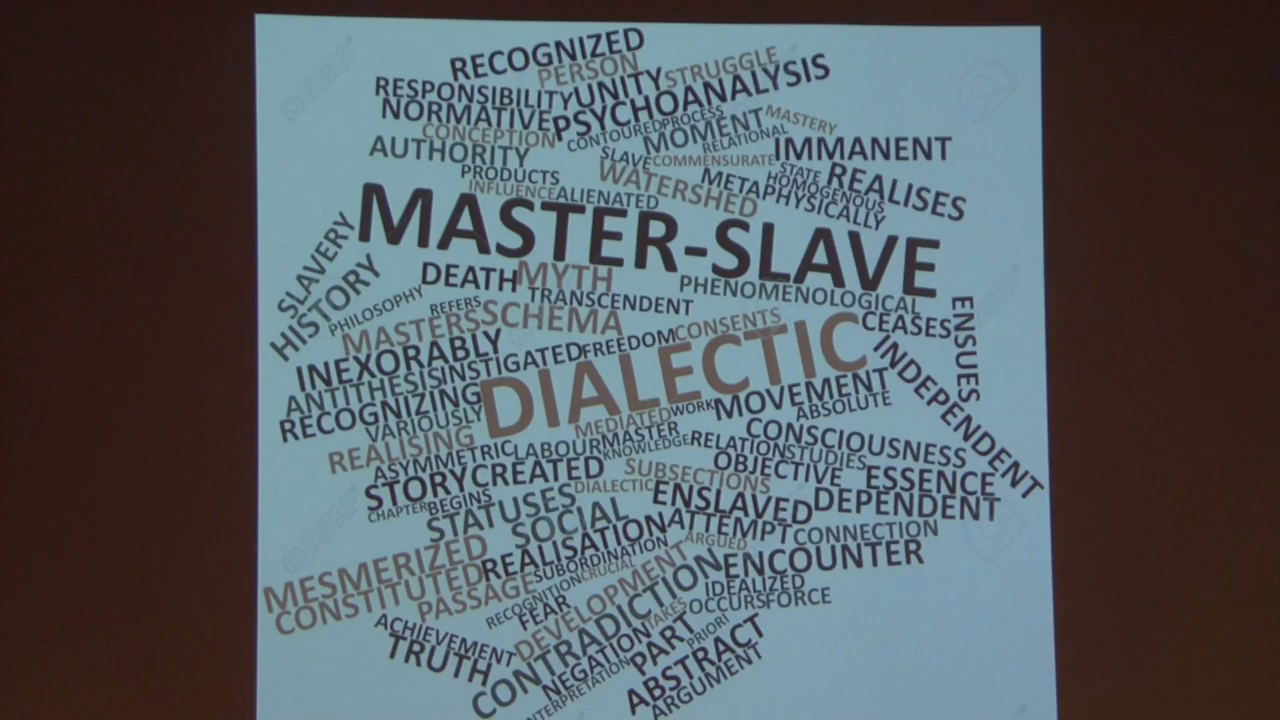 RECOGNIZED
PERSON
STRUGGLE
RESPONSIBILITY
UNITY
PSYCHOANALYSIS
NORMATIVE
CONCEPTION
CONTOURED
PROCESS
MOMENT
MASTERY
RELATIONAL
IMMANENT
AUTHORITY
SLAVE
COMMENSURATE
STATE
HOMOGENOUS
REALISES
PRODUCTS
WATERSHED
METAPHYSICALLY
INFLUENCE
ALIENATED
MASTER-SLAVE
SLAVERY
HISTORY
DEATH
MYTH
PHENOMENOLOGICAL
PHILOSOPHY
REFERS
TRANSCENDENT
MASTERS
SCHEMA
CONSENTS
CEASES
ENSUES
INEXORABLY
FREEDOM
INSTIGATED
ANTITHESIS
DIALECTIC
INDEPENDENT
RECOGNIZING
VARIOUSLY
MEDIATED
WORK
MOVEMENT
ABSOLUTE
REALISING
ASYMMETRIC
LABOUR
MASTER
KNOWLEDGE
RELATION
STUDIES
CONSCIOUSNESS
STORY
CREATED
SUBSECTIONS
OBJECTIVE
ESSENCE
CHAPTER
BEGINS
STATUSES
DIALECTIC
ENSLAVED
DEPENDENT
SOCIAL
ATTEMPT
CONNECTION
MESMERIZED
REALISATION
ARGUED
ENCOUNTER
CONSTITUTED
PASSAGE
SUBORDINATION
CRUCIAL
RECOGNITION
DEVELOPMENT
IDEALIZED
FEAR
CONTRADICTION
TAKES
OCCURS
FORCE
ACHIEVEMENT
TRUTH
NEGATION
PART
PRIORI
INTERPRETATION
ABSTRACT
ARGUMENT